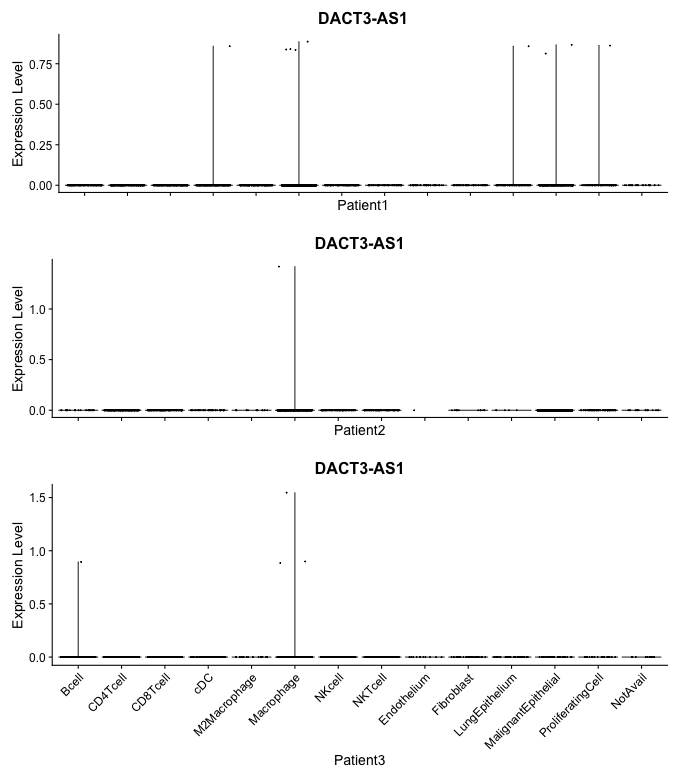 DACT3-AS1
Expression Level
0.75
0.50
0.25
0.00
Patient1
DACT3-AS1
Expression Level
1.0
0.5
0.0
Patient2
DACT3-AS1
Expression Level
1.5
1.0
0.5
0.0
Bcell
CD4Tcell
CD8Tcell
cDC
M2Macrophage
Macrophage
NKcell
NKTcell
Endothelium
Fibroblast
LungEpithelium
MalignantEpithelial
ProliferatingCell
NotAvail
Patient3